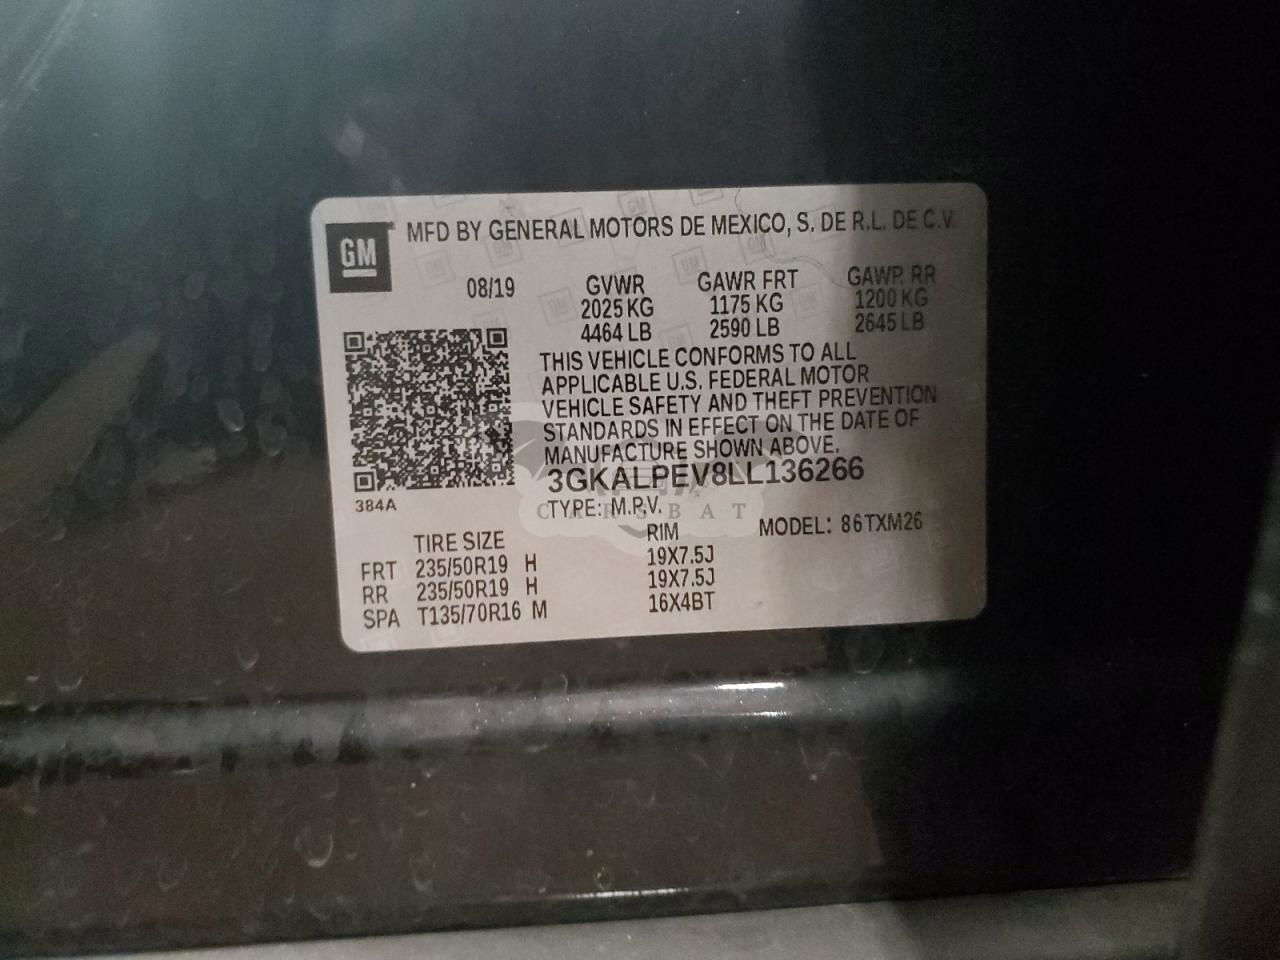 GM
MFD BY GENERAL MOTORS DE MEXICO, S. DE R.L. DE C.V.
08/19
GVWR GAWR FRT GAWR RR
2025 KG 1175 KG 1200 KG
4464 LB 2590 LB 2645 LB
THIS VEHICLE CONFORMS TO ALL
APPLICABLE U.S. FEDERAL MOTOR
VEHICLE SAFETY AND THEFT PREVENTION
STANDARDS IN EFFECT ON THE DATE OF
MANUFACTURE SHOWN ABOVE.
3GKALPEV8LL136266
384A
TYPE: M.P.V.
CARSBAT
MODEL: 86TXM26
TIRE SIZE RIM
FRT 235/50R19 H 19X7.5J
RR 235/50R19 H 19X7.5J
SPA T135/70R16 M 16X4BT